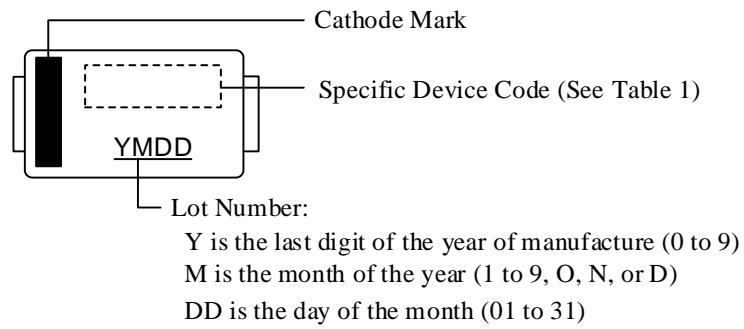 Cathode Mark
Specific Device Code (See Table 1)
YMDD
Lot Number:
Y is the last digit of the year of manufacture (0 to 9)
M is the month of the year (1 to 9, O, N, or D)
DD is the day of the month (01 to 31)